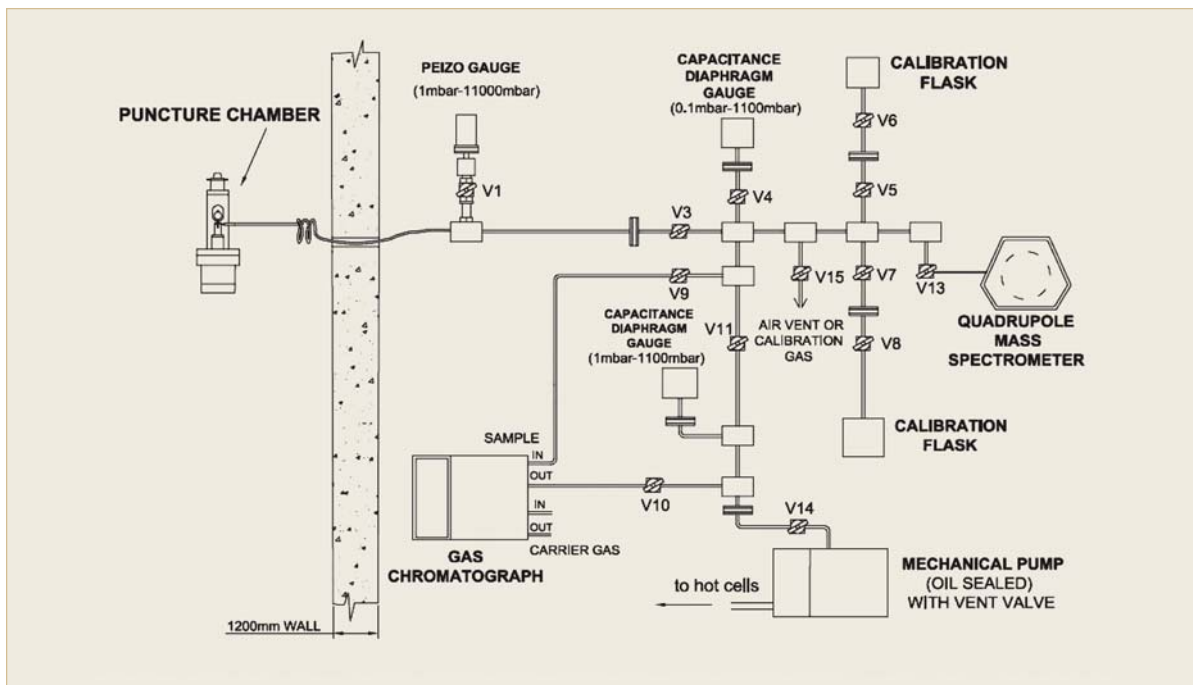 PUNCTURE CHAMBER
PEIZO GAUGE
(1mbar-11000mbar)
V1
CAPACITANCE
DIAPHRAGM
GAUGE
(0.1mbar-1100mbar)
V4
CALIBRATION
FLASK
V6
V5
V3
V9
V15
AIR VENT OR
CALIBRATION
GAS
V7
V8
V13
QUADRUPOLE
MASS
SPECTROMETER
CAPACITANCE
DIAPHRAGM
GAUGE
(1mbar-1100mbar)
V11
CALIBRATION
FLASK
SAMPLE
IN
OUT
IN
OUT
CARRIER GAS
GAS
CHROMATOGRAPH
V10
V14
MECHANICAL PUMP
(OIL SEALED)
WITH VENT VALVE
to hot cells
1200mm WALL